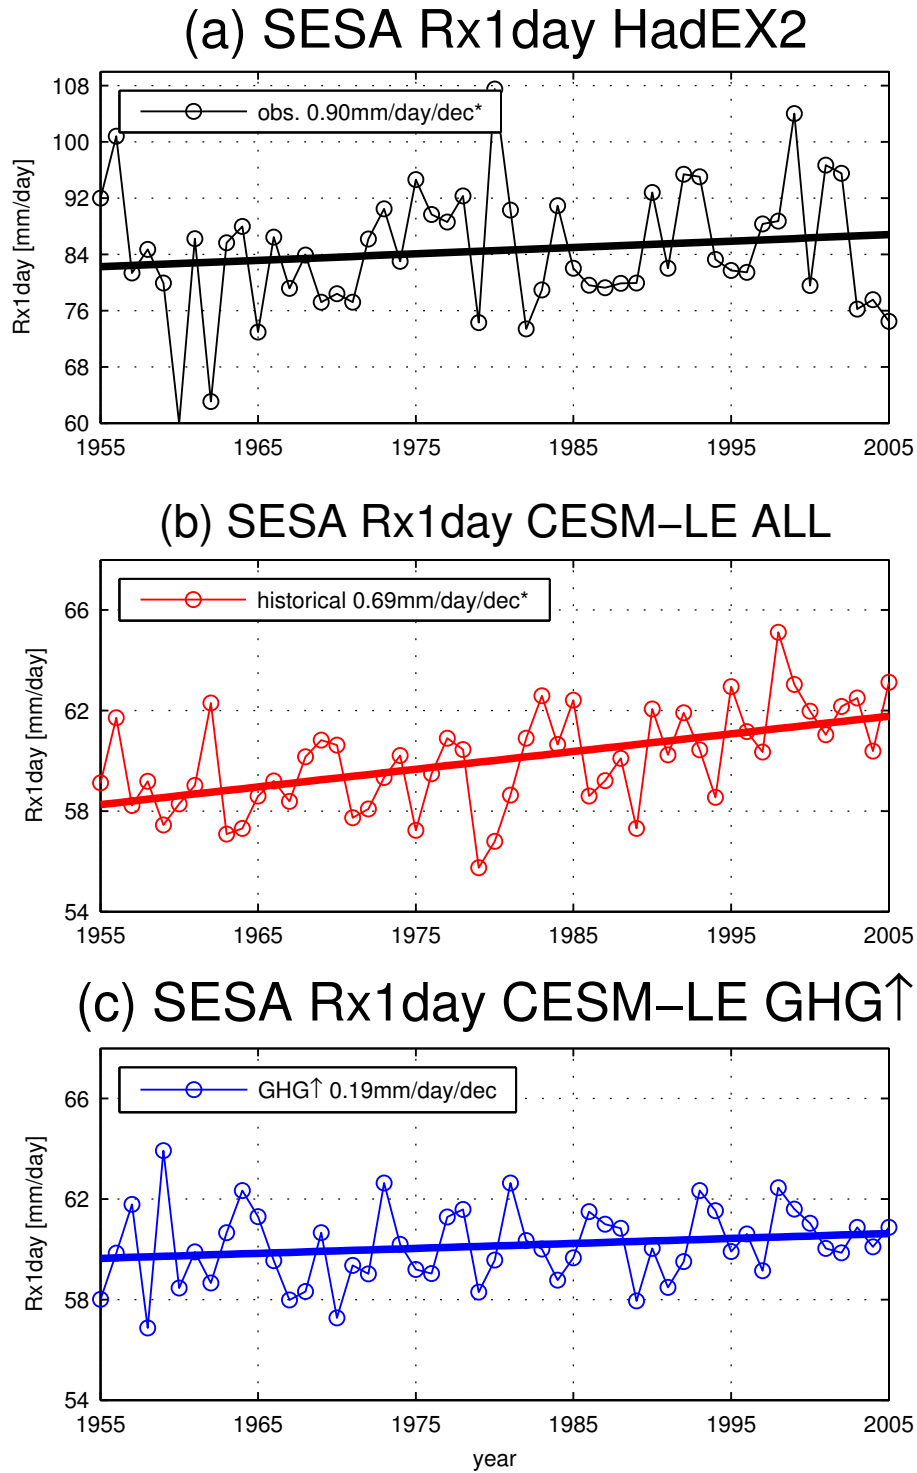 (a) SESA Rx1day HadEX2
108
obs. 0.90mm/day/dec*
100
92
84
76
68
60
Rx1day [mm/day]
1955 1965 1975 1985 1995 2005
(b) SESA Rx1day CESM−LE ALL
historical 0.69mm/day/dec*
66
62
58
54
Rx1day [mm/day]
1955 1965 1975 1985 1995 2005
(c) SESA Rx1day CESM−LE GHG↑
GHG↑ 0.19mm/day/dec
66
62
58
54
Rx1day [mm/day]
1955 1965 1975 1985 1995 2005
year